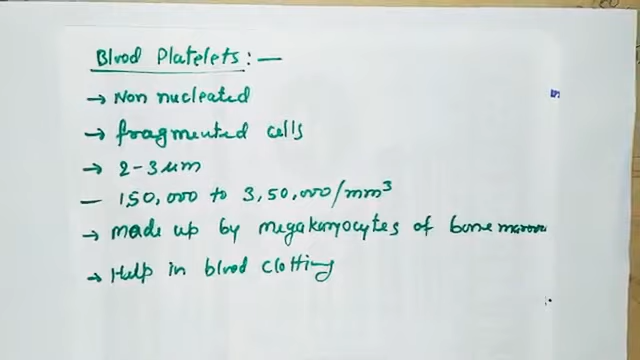 Blood Platelets :—
→ Non nucleated
→ fragmented cells
→ 2-3 um
— 1,50,000 to 3,50,000/mm³
→ made up by megakaryocytes of bone marrow
→ Help in blood clotting